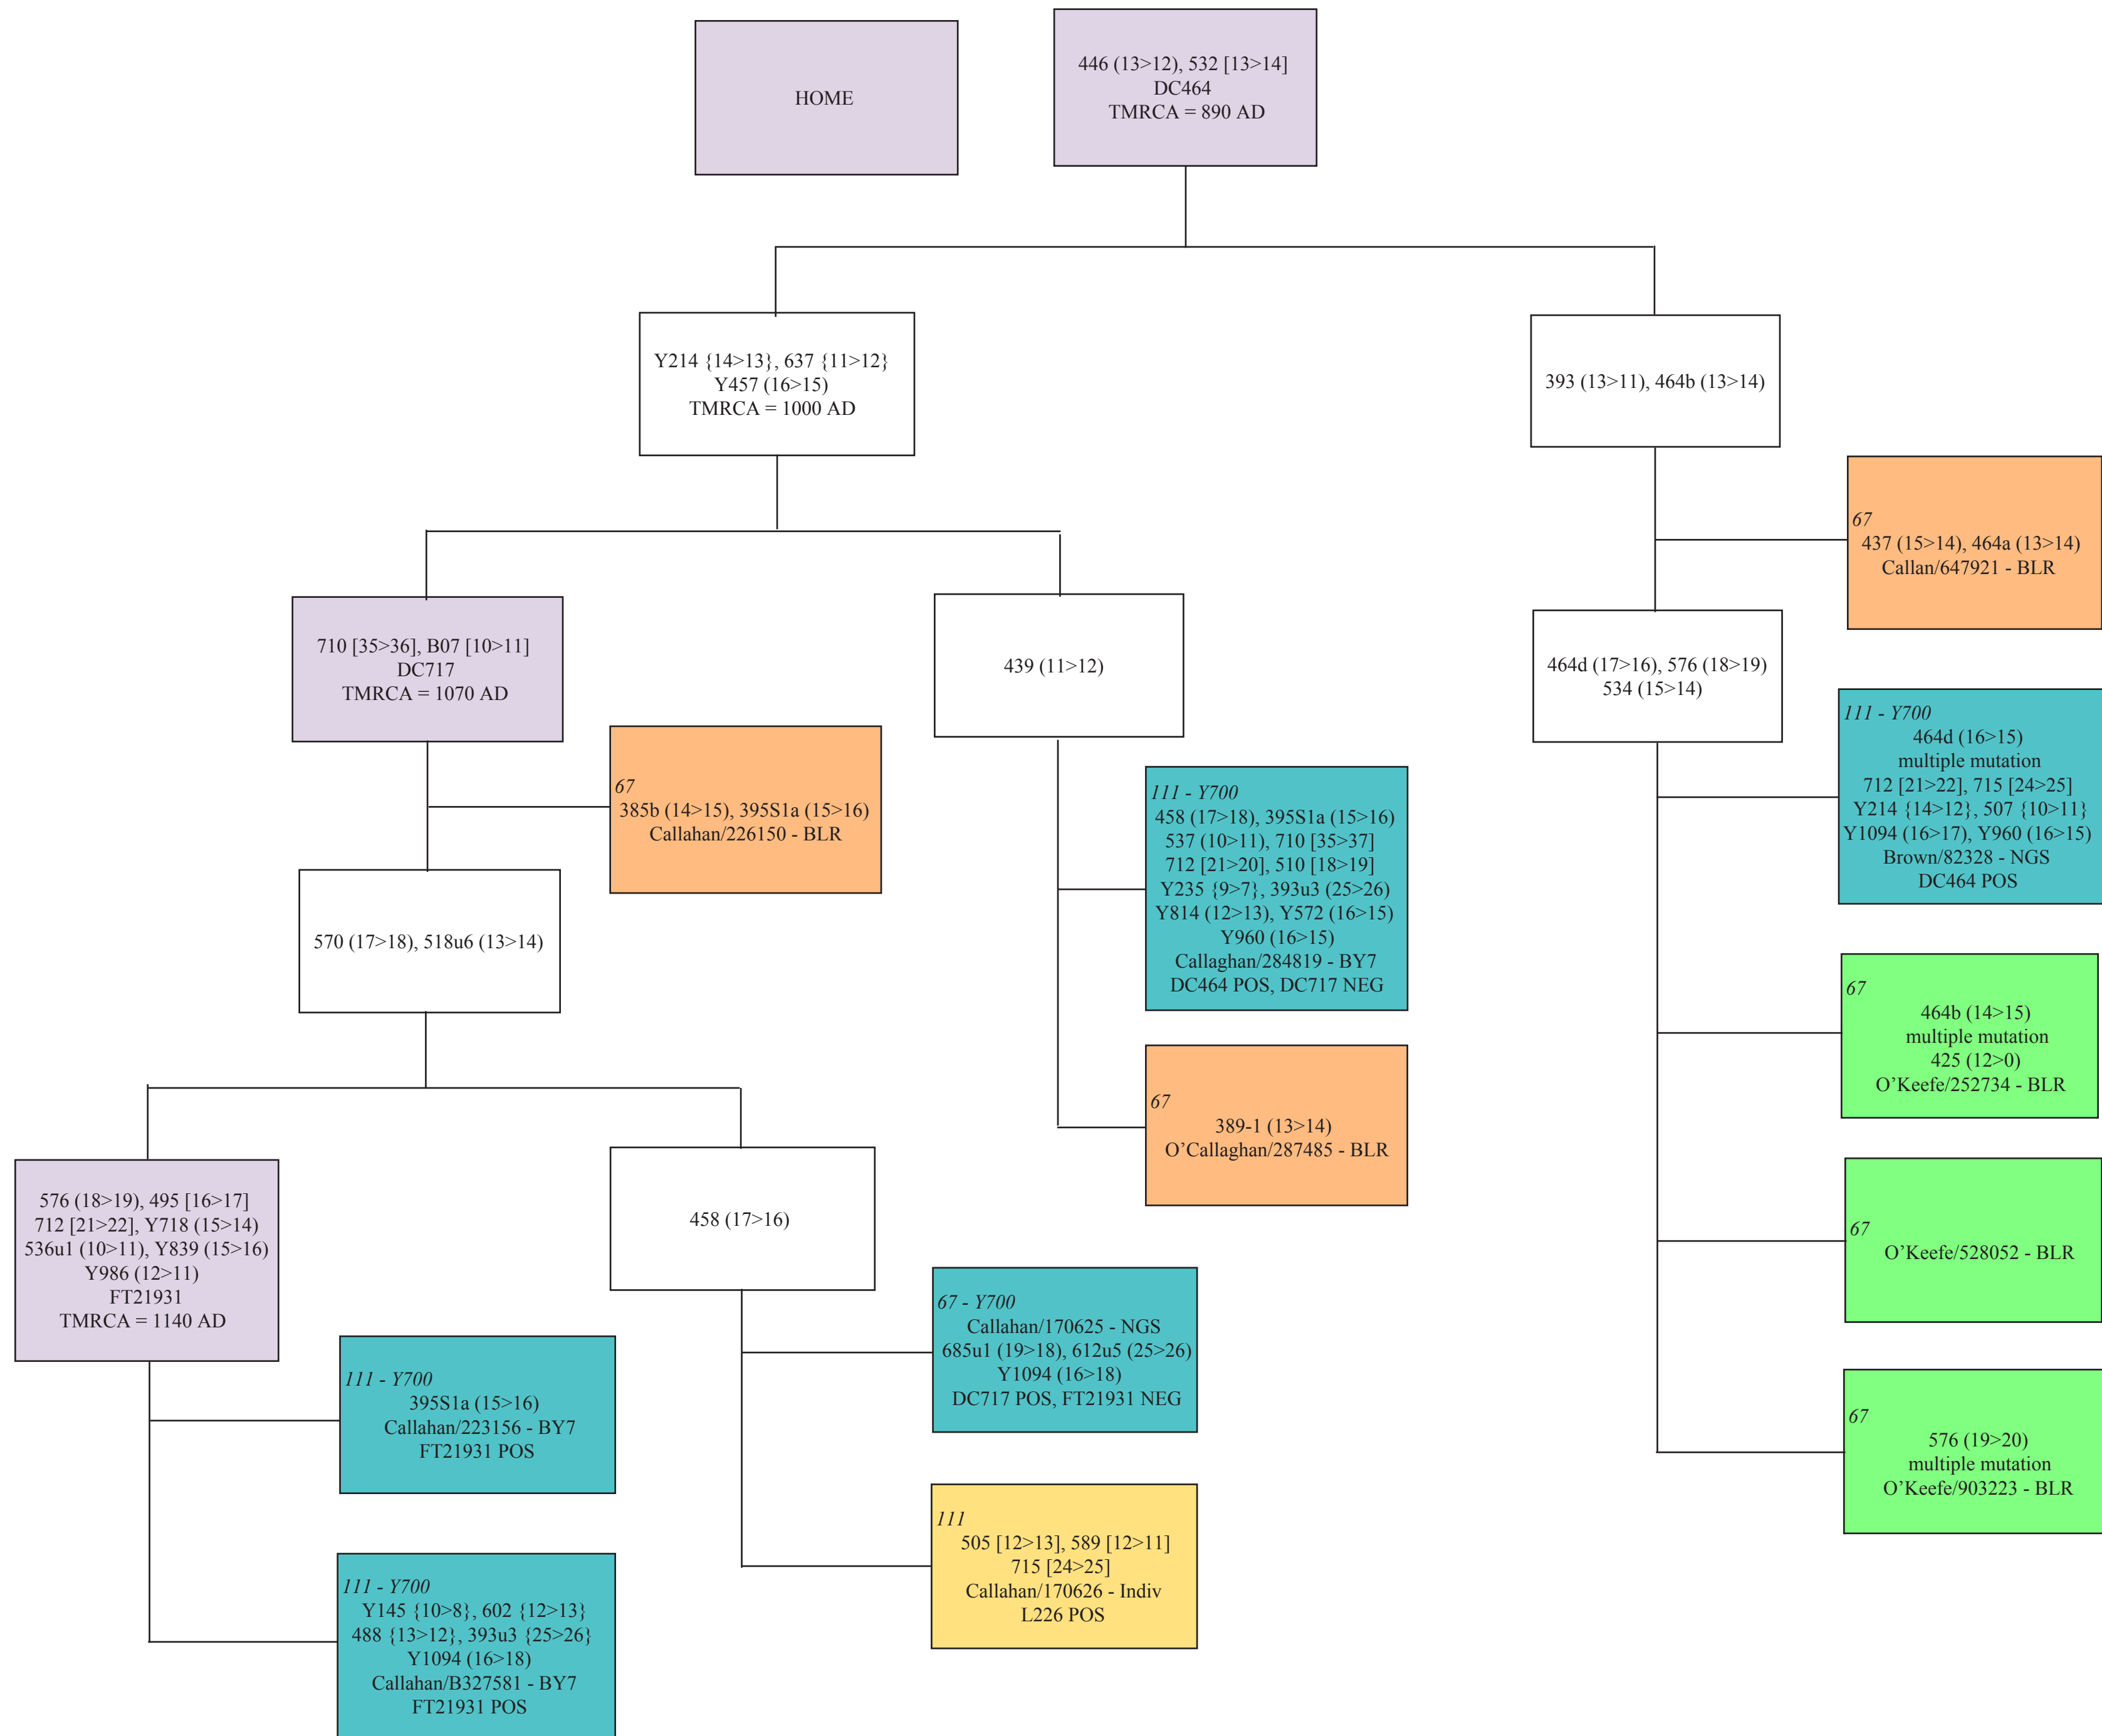 HOME
446 (13>12), 532 [13>14]
DC464
TMRCA = 890 AD
Y214 {14>13}, 637 {11>12}
Y457 (16>15)
TMRCA = 1000 AD
393 (13>11), 464b (13>14)
67
437 (15>14), 464a (13>14)
Callan/647921 - BLR
710 [35>36], B07 [10>11]
DC717
TMRCA = 1070 AD
439 (11>12)
464d (17>16), 576 (18>19)
534 (15>14)
67
385b (14>15), 395S1a (15>16)
Callahan/226150 - BLR
111 - Y700
458 (17>18), 395S1a (15>16)
537 (10>11), 710 [35>37]
712 [21>20], 510 [18>19]
Y235 {9>7}, 393u3 (25>26)
Y814 (12>13), Y572 (16>15)
Y960 (16>15)
Callaghan/284819 - BY7
DC464 POS, DC717 NEG
111 - Y700
464d (16>15)
multiple mutation
712 [21>22], 715 [24>25]
Y214 {14>12}, 507 {10>11}
Y1094 (16>17), Y960 (16>15)
Brown/82328 - NGS
DC464 POS
570 (17>18), 518u6 (13>14)
67
464b (14>15)
multiple mutation
425 (12>0)
O’Keefe/252734 - BLR
67
389-1 (13>14)
O’Callaghan/287485 - BLR
576 (18>19), 495 [16>17]
712 [21>22], Y718 (15>14)
536u1 (10>11), Y839 (15>16)
Y986 (12>11)
FT21931
TMRCA = 1140 AD
458 (17>16)
67
O’Keefe/528052 - BLR
67 - Y700
Callahan/170625 - NGS
685u1 (19>18), 612u5 (25>26)
Y1094 (16>18)
DC717 POS, FT21931 NEG
111 - Y700
395S1a (15>16)
Callahan/223156 - BY7
FT21931 POS
67
576 (19>20)
multiple mutation
O’Keefe/903223 - BLR
111
505 [12>13], 589 [12>11]
715 [24>25]
Callahan/170626 - Indiv
L226 POS
111 - Y700
Y145 {10>8}, 602 {12>13}
488 {13>12}, 393u3 {25>26}
Y1094 (16>18)
Callahan/B327581 - BY7
FT21931 POS